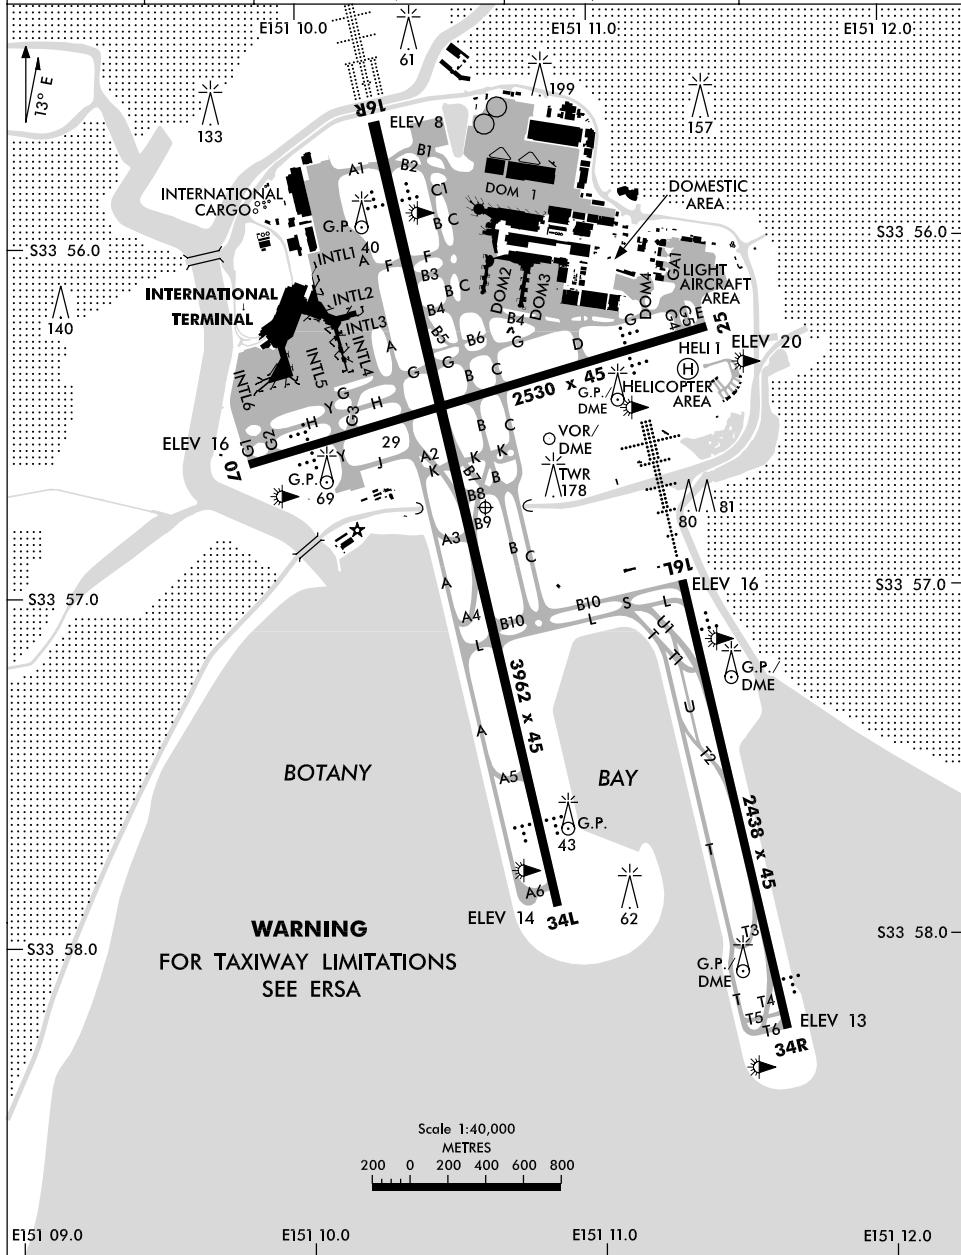 E151 10.0
E151 11.0
E151 12.0
13° E
61
199
133
157
16R
ELEV 8
A1
B2
B1
C1
DOM 1
DOMESTIC
AREA
INTERNATIONAL
CARGO
G.P.
40
B C
S33 56.0
S33 56.0
INTL1
A
F
F
B3
GA1
LIGHT
AIRCRAFT
AREA
INTERNATIONAL
TERMINAL
INTL2
INTL3
INTL4
INTL5
INTL6
B C
DOM2
DOM3
DOM4
B4
B4
G
G4
G5
E
25
140
B5
B6
G
D
A
G
G
B
C
HELI 1
H
ELEV 20
2530 x 45
G.P./
DME
HELICOPTER
AREA
G
Y
H
G3
H
ELEV 16
G1
G2
07
Y
29
J
A2
K
B
C
K
K
B7
B
VOR/
DME
TWR
178
G.P.
69
B8
B9
80
81
A3
B
C
16L
ELEV 16
S33 57.0
S33 57.0
A
A4
L
B10
B10
L
S
L
U1
T
T1
G.P./
DME
3962 x 45
A
U
T2
BOTANY
BAY
A5
2438 x 45
G.P.
43
T
A6
ELEV 14
34L
62
WARNING
FOR TAXIWAY LIMITATIONS
SEE ERSA
S33 58.0
S33 58.0
T3
G.P./
DME
T
T4
T5
T6
ELEV 13
34R
Scale 1:40,000
METRES
200 0 200 400 600 800
E151 09.0
E151 10.0
E151 11.0
E151 12.0